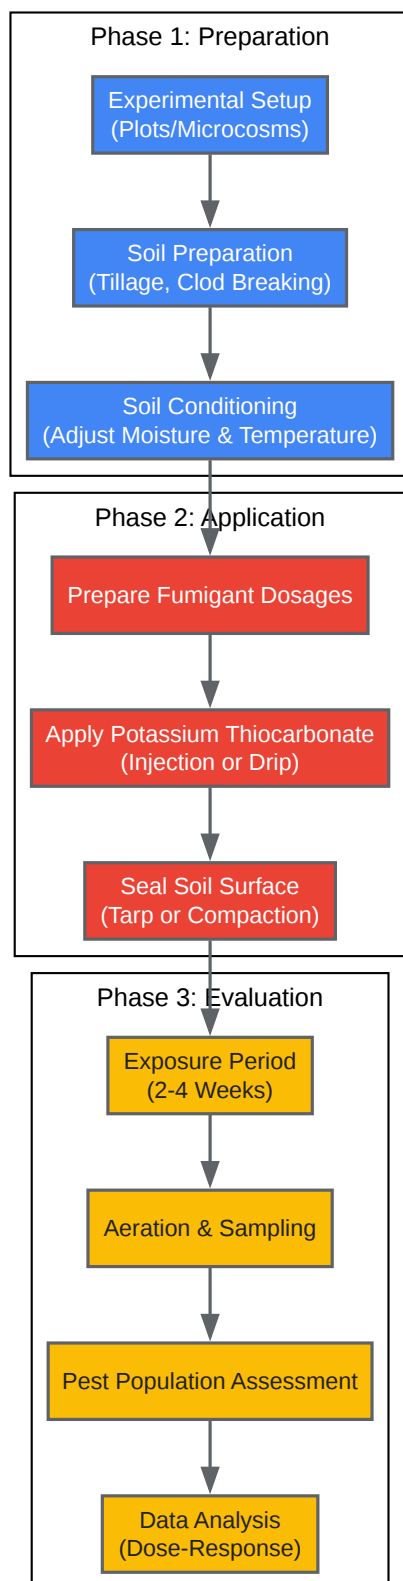 Phase 1: Preparation
Experimental Setup
(Plots/Microcosms)
Soil Preparation
(Tillage, Clod Breaking)
Soil Conditioning
(Adjust Moisture & Temperature)
Phase 2: Application
Prepare Fumigant Dosages
Apply Potassium Thiocarbonate
(Injection or Drip)
Seal Soil Surface
(Tarp or Compaction)
Phase 3: Evaluation
Exposure Period
(2-4 Weeks)
Aeration & Sampling
Pest Population Assessment
Data Analysis
(Dose-Response)